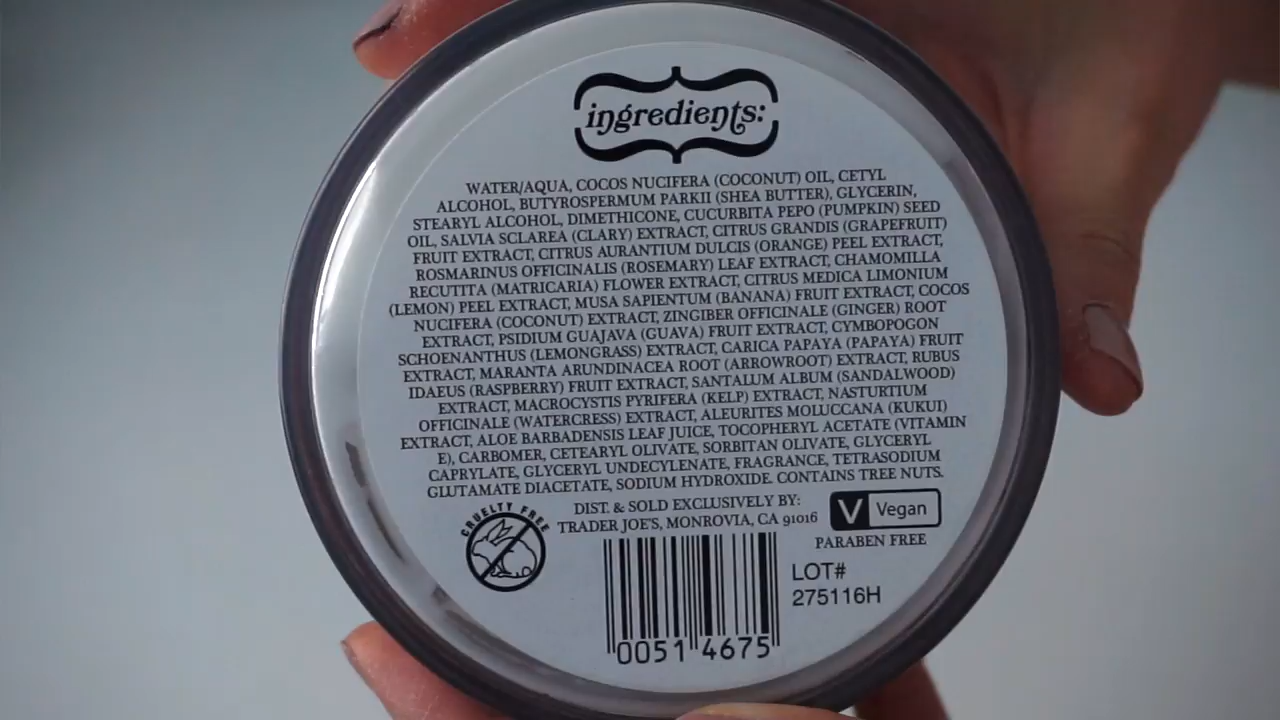 ingredients:
WATER/AQUA, COCOS NUCIFERA (COCONUT) OIL, CETYL
ALCOHOL, BUTYROSPERMUM PARKII (SHEA BUTTER), GLYCERIN,
STEARYL ALCOHOL, DIMETHICONE, CUCURBITA PEPO (PUMPKIN) SEED
OIL, SALVIA SCLAREA (CLARY) EXTRACT, CITRUS GRANDIS (GRAPEFRUIT)
FRUIT EXTRACT, CITRUS AURANTIUM DULCIS (ORANGE) PEEL EXTRACT,
ROSMARINUS OFFICINALIS (ROSEMARY) LEAF EXTRACT, CHAMOMILLA
RECUTITA (MATRICARIA) FLOWER EXTRACT, CITRUS MEDICA LIMONIUM
(LEMON) PEEL EXTRACT, MUSA SAPIENTUM (BANANA) FRUIT EXTRACT, COCOS
NUCIFERA (COCONUT) EXTRACT, ZINGIBER OFFICINALE (GINGER) ROOT
EXTRACT, PSIDIUM GUAJAVA (GUAVA) FRUIT EXTRACT, CYMBOPOGON
SCHOENANTHUS (LEMONGRASS) EXTRACT, CARICA PAPAYA (PAPAYA) FRUIT
EXTRACT, MARANTA ARUNDINACEA ROOT (ARROWROOT) EXTRACT, RUBUS
IDAEUS (RASPBERRY) FRUIT EXTRACT, SANTALUM ALBUM (SANDALWOOD)
EXTRACT, MACROCYSTIS PYRIFERA (KELP) EXTRACT, NASTURTIUM
OFFICINALE (WATERCRESS) EXTRACT, ALEURITES MOLUCCANA (KUKUI)
EXTRACT, ALOE BARBADENSIS LEAF JUICE, TOCOPHERYL ACETATE (VITAMIN
E), CARBOMER, CETEARYL OLIVATE, SORBITAN OLIVATE, GLYCERYL
CAPRYLATE, GLYCERYL UNDECYLENATE, FRAGRANCE, TETRASODIUM
GLUTAMATE DIACETATE, SODIUM HYDROXIDE. CONTAINS TREE NUTS.
CRUELTY FREE
DIST. & SOLD EXCLUSIVELY BY:
TRADER JOE'S, MONROVIA, CA 91016
V Vegan
PARABEN FREE
LOT#
275116H
0051 4675